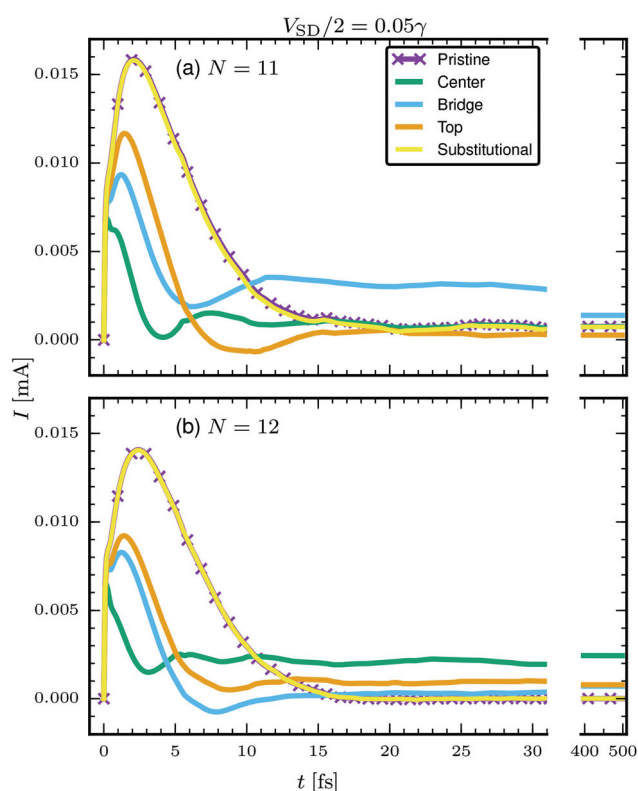 V_SD/2 = 0.05γ
(a) N = 11
Pristine
Center
Bridge
Top
Substitutional
0.015
0.010
0.005
0.000
I [mA]
(b) N = 12
0.015
0.010
0.005
0.000
0 5 10 15 20 25 30 400 500
t [fs]